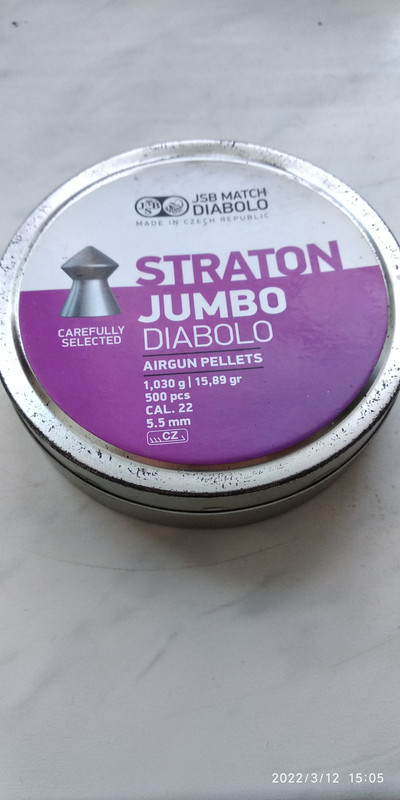 JSB
JSB MATCH
DIABOLO
MADE IN CZECH REPUBLIC
STRATON
JUMBO
DIABOLO
CAREFULLY
SELECTED
AIRGUN PELLETS
1,030 g | 15,89 gr
500 pcs
CAL. 22
5.5 mm
CZ
2022/3/12 15:05